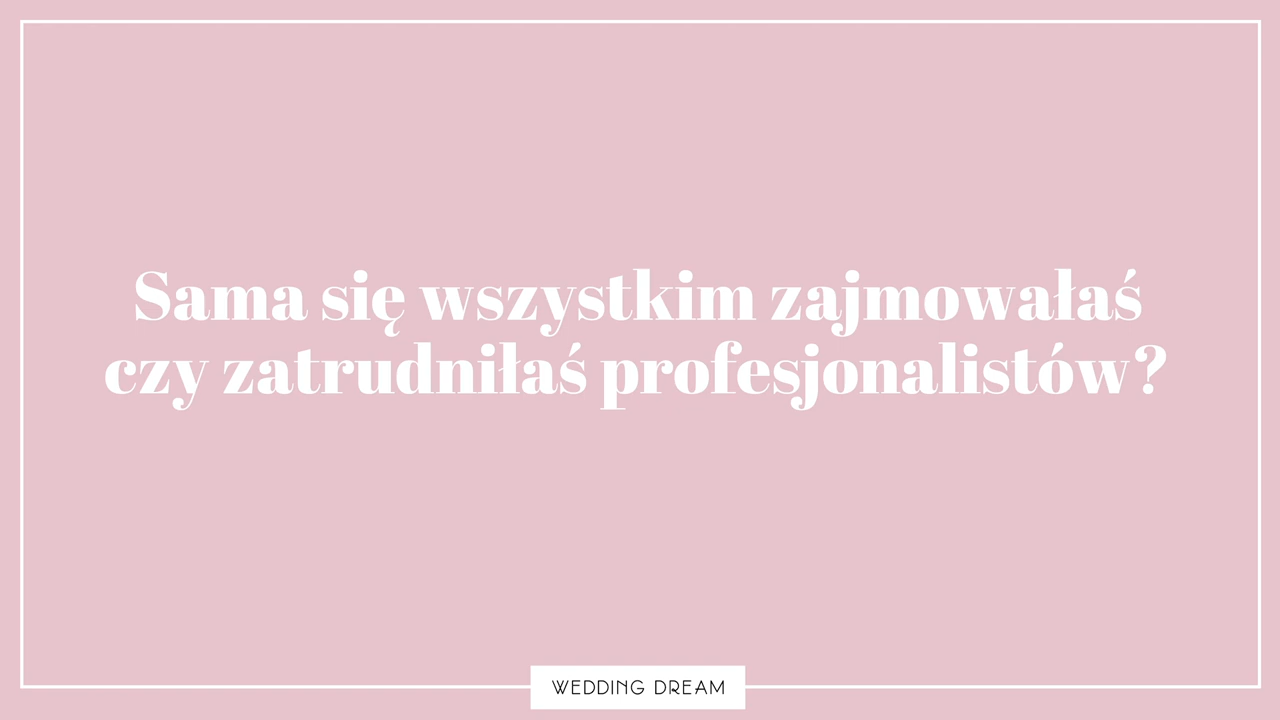 Sama się wszystkim zajmowałaś
czy zatrudniłaś profesjonalistów?
WEDDING DREAM